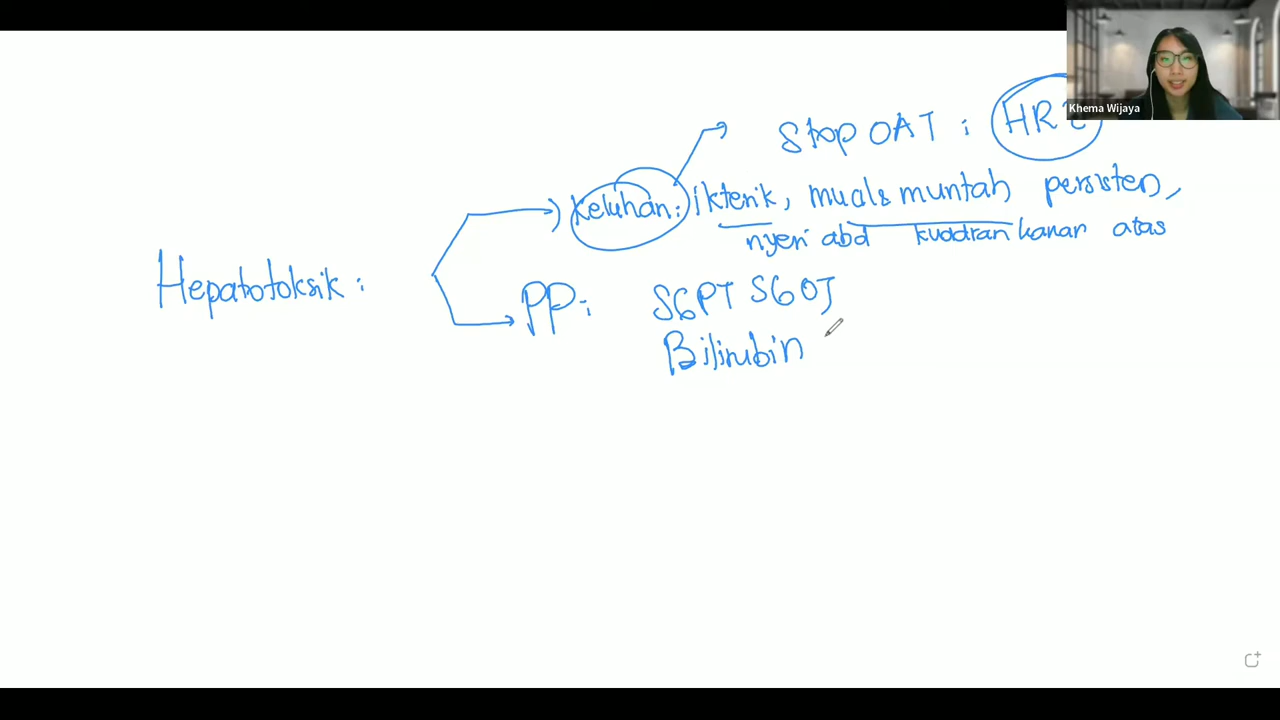 Khema Wijaya
Stop OAT : HRZ
Keluhan : ikterik, mual muntah persisten,
nyeri abd kuadran kanan atas
Hepatotoksik :
PP : SGPT SGOT
Bilirubin